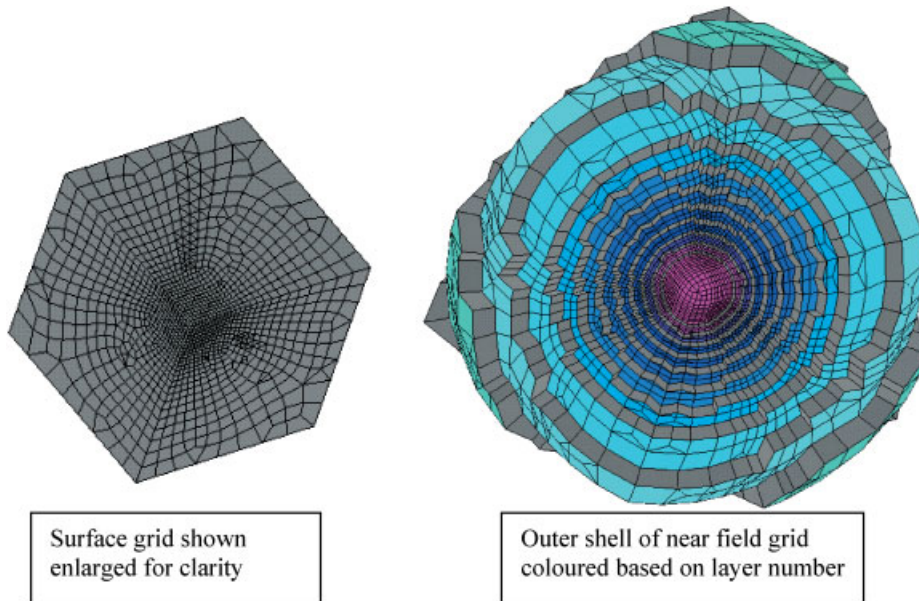 Surface grid shown
enlarged for clarity
Outer shell of near field grid
coloured based on layer number